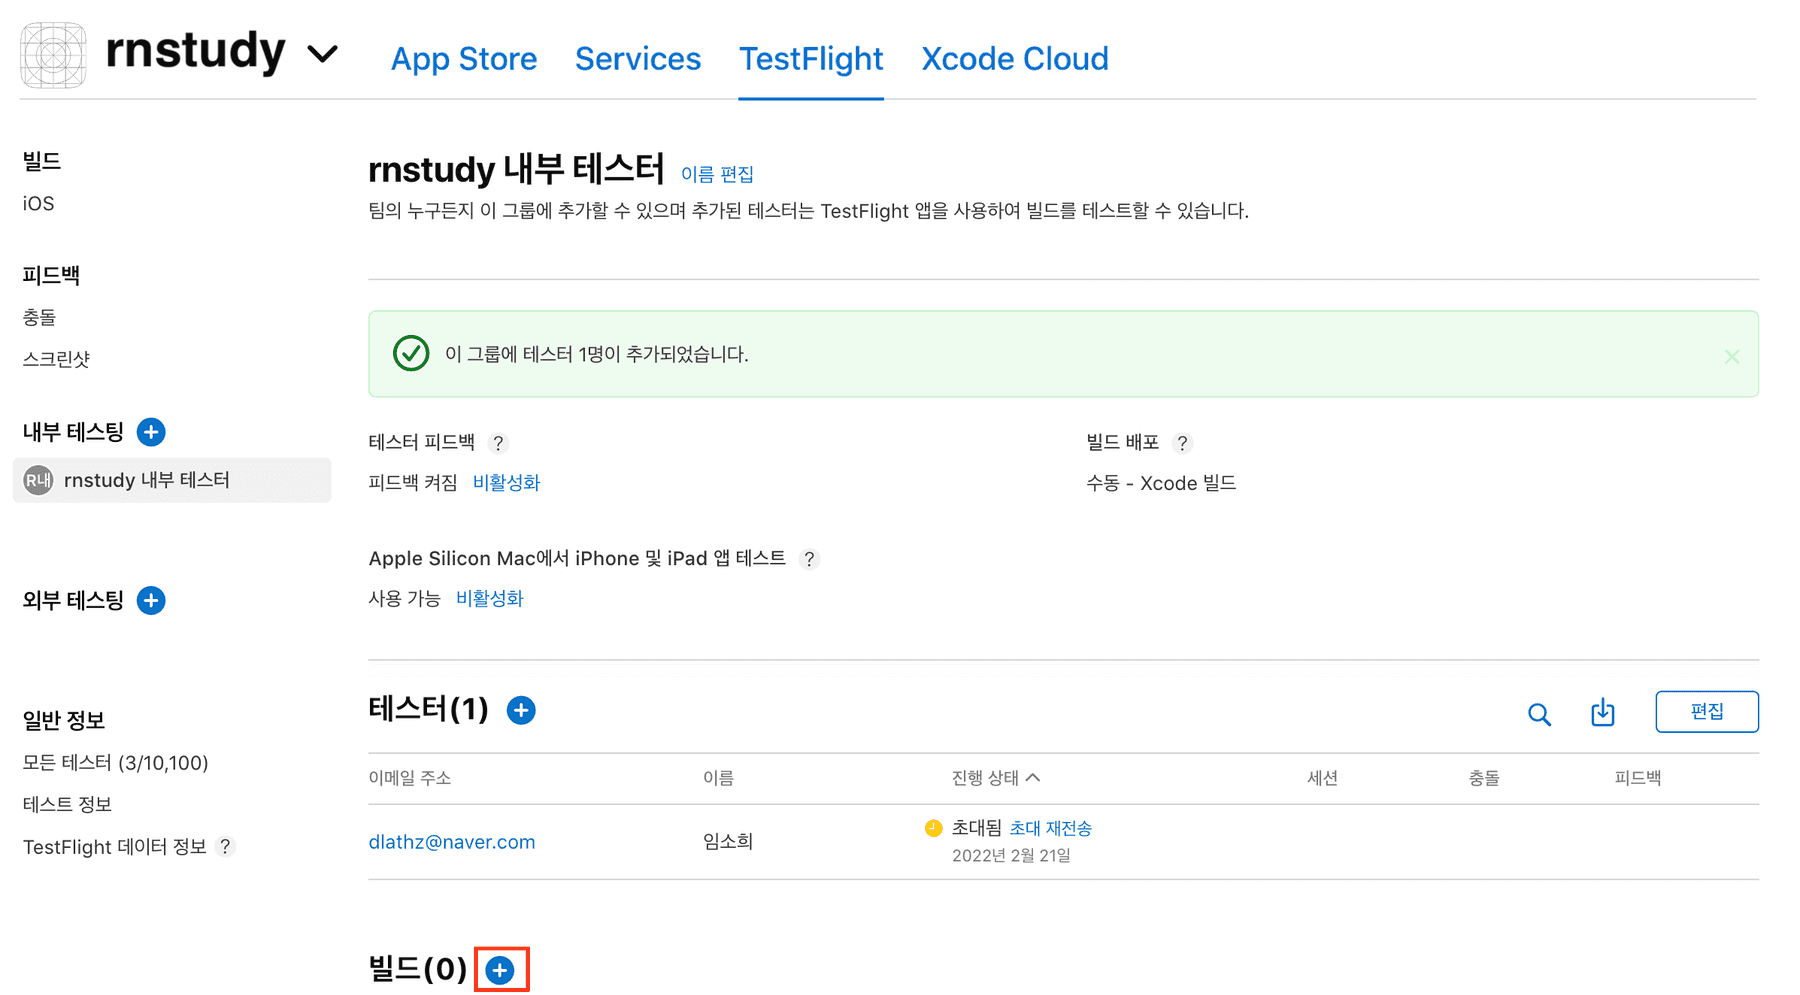 rnstudy
App Store Services TestFlight Xcode Cloud
빌드
iOS
피드백
충돌
스크린샷
내부 테스팅
R내 rnstudy 내부 테스터
외부 테스팅
일반 정보
모든 테스터 (3/10,100)
테스트 정보
TestFlight 데이터 정보 ?
rnstudy 내부 테스터 이름 편집
팀의 누구든지 이 그룹에 추가할 수 있으며 추가된 테스터는 TestFlight 앱을 사용하여 빌드를 테스트할 수 있습니다.
이 그룹에 테스터 1명이 추가되었습니다.
테스터 피드백 ?
피드백 켜짐 비활성화
빌드 배포 ?
수동 - Xcode 빌드
Apple Silicon Mac에서 iPhone 및 iPad 앱 테스트 ?
사용 가능 비활성화
테스터(1)
편집
이메일 주소 이름 진행 상태 세션 충돌 피드백
dlathz@naver.com 임소희 초대됨 초대 재전송
2022년 2월 21일
빌드(0)